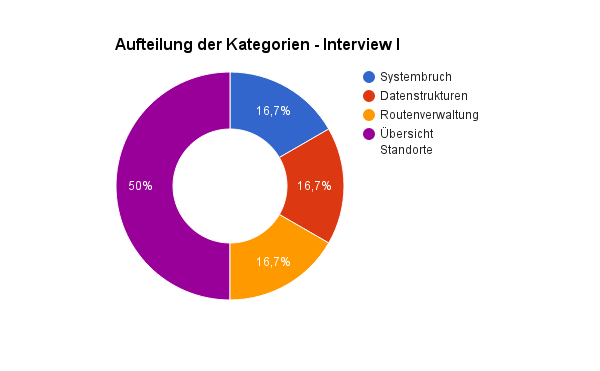 Aufteilung der Kategorien - Interview I
Systembruch
Datenstrukturen
Routenverwaltung
Übersicht
Standorte
16,7%
16,7%
16,7%
50%